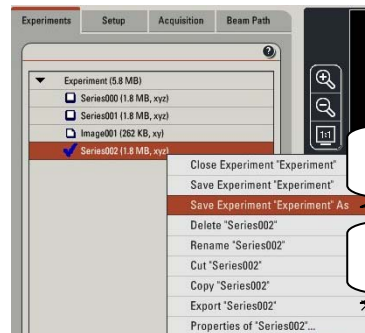 Experiments Setup Acquisition Beam Path
?
Experiment (5.8 MB)
Series000 (1.8 MB, xyz)
Series001 (1.8 MB, xyz)
Image001 (262 KB, xy)
Series002 (1.8 MB, xyz)
1:1
Close Experiment "Experiment"
Save Experiment "Experiment"
Save Experiment "Experiment" As
Delete "Series002"
Rename "Series002"
Cut "Series002"
Copy "Series002"
Export "Series002"
Properties of "Series002"...